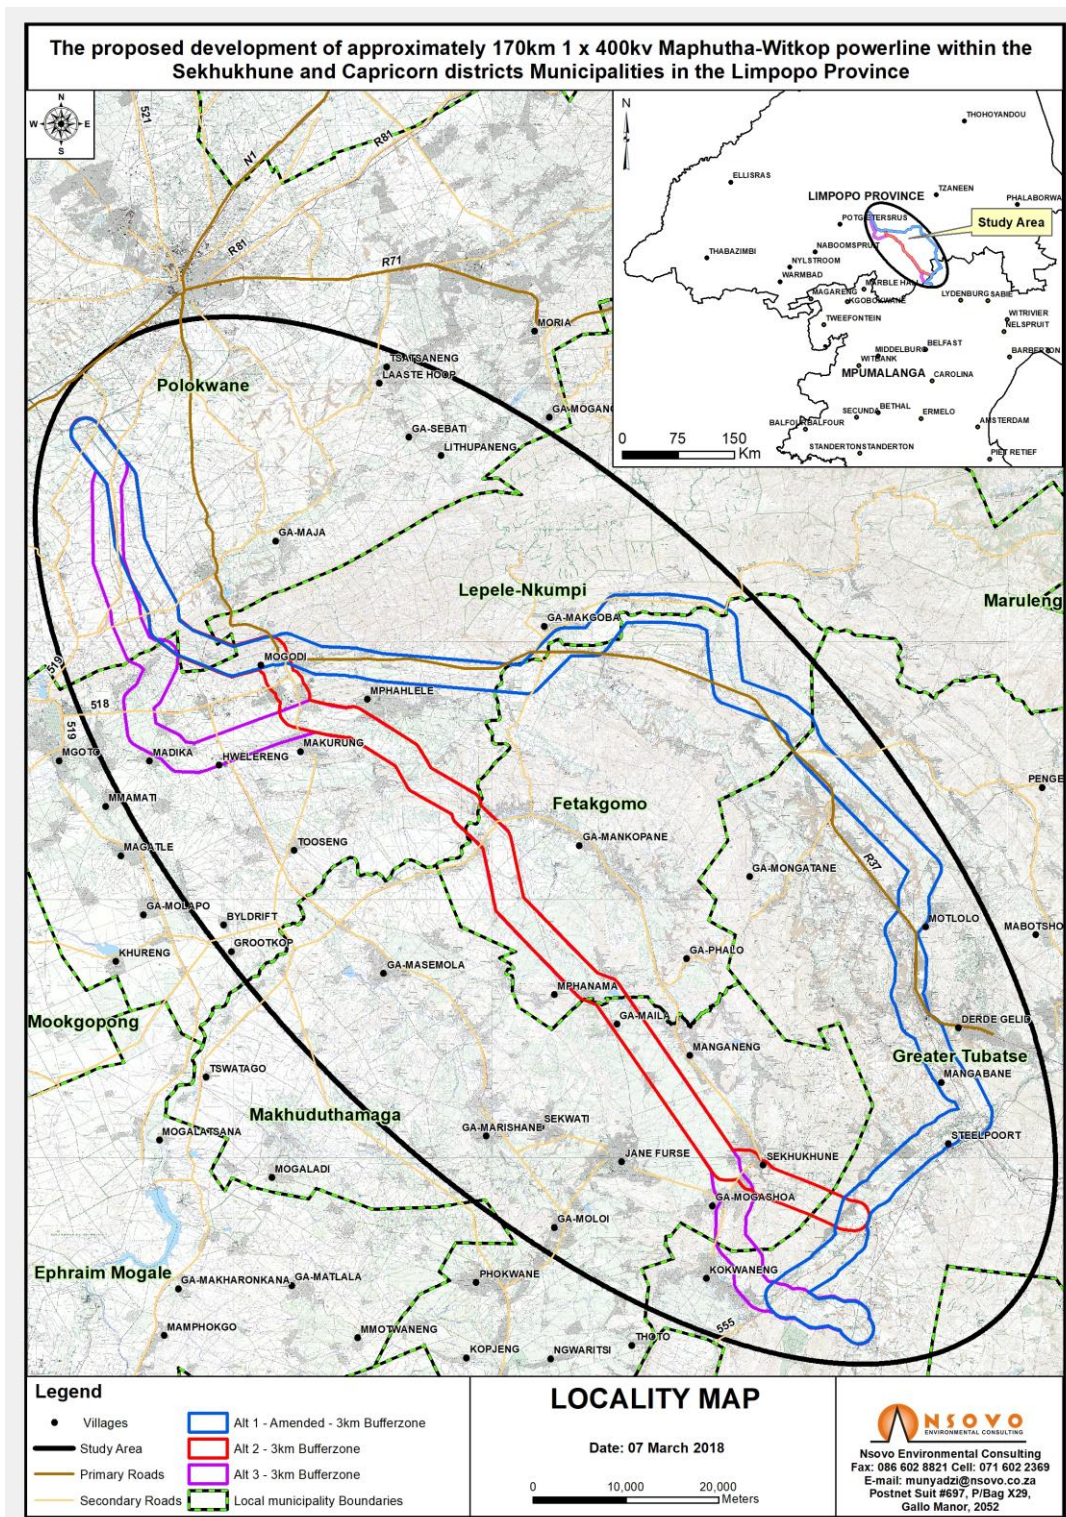 The proposed development of approximately 170km 1 x 400kv Maphutha-Witkop powerline within the
Sekhukhune and Capricorn districts Municipalities in the Limpopo Province
N
W E
S
521
N1
R81
R81
R71
MORIA
TSATSANENG
LAASTE HOOP
Polokwane
GA-MOGANO
GA-SEBATI
LITHUPANENG
GA-MAJA
Lepele-Nkumpi
Maruleng
GA-MAKGOBA
MOGODI
519
518
519
MPHAHLELE
MGOTO
MADIKA
HWELERENG
MAKURUNG
PENGE
MMAMATI
Fetakgomo
GA-MANKOPANE
MAGATLE
TOOSENG
R37
GA-MONGATANE
GA-MOLAPO
BYLDRIFT
MOTLOLO
MABOTSHO
GROOTKOP
KHURENG
GA-MASEMOLA
GA-PHALO
MPHANAMA
Mookgopong
GA-MAILA
DERDE GELID
MANGANENG
Greater Tubatse
TSWATAGO
MANGABANE
Makhuduthamaga
SEKWATI
GA-MARISHANE
MOGALATSANA
STEELPOORT
JANE FURSE
SEKHUKHUNE
MOGALADI
GA-MOGASHOA
GA-MOLOI
Ephraim Mogale
GA-MAKHARONKANA
GA-MATLALA
PHOKWANE
KOKWANENG
MAMPHOKGO
MMOTWANENG
555
THOTO
KOPJENG
NGWARITSI
N
THOHOYANDOU
ELLISRAS
LIMPOPO PROVINCE
TZANEEN
PHALABORWA
POTGIETERSRUS
Study Area
NABOOMSPRUIT
THABAZIMBI
NYLSTROOM
WARMBAD
MARBLE HALL
MAGARENG
KGOBOKWANE
LYDENBURG
SABIE
TWEEFONTEIN
WITRIVIER
NELSPRUIT
MIDDELBURG
BELFAST
WITBANK
BARBERTON
MPUMALANGA
CAROLINA
SECUNDA
BETHAL
ERMELO
BALFOUR
BALFOUR
AMSTERDAM
STANDERTON
STANDERTON
PIET RETIEF
0 75 150
Km
Legend
Villages
Study Area
Primary Roads
Secondary Roads
Alt 1 - Amended - 3km Bufferzone
Alt 2 - 3km Bufferzone
Alt 3 - 3km Bufferzone
Local municipality Boundaries
LOCALITY MAP
Date: 07 March 2018
0 10,000 20,000
Meters
NSOVO
ENVIRONMENTAL CONSULTING
Nsovo Environmental Consulting
Fax: 086 602 8821 Cell: 071 602 2369
E-mail: munyadzi@nsovo.co.za
Postnet Suit #697, P/Bag X29,
Gallo Manor, 2052